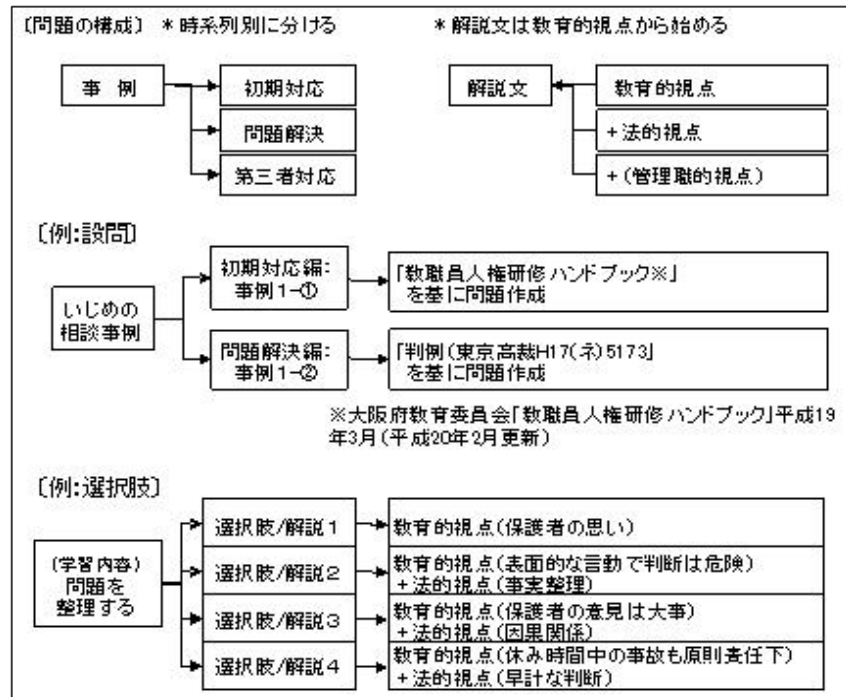 〔問題の構成〕 *時系列別に分ける
*解説文は教育的視点から始める
事 例
初期対応
問題解決
第三者対応
解説文
教育的視点
+法的視点
+(管理職的視点)
〔例:設問〕
いじめの
相談事例
初期対応編:
事例1-①
「教職員人権研修ハンドブック※」
を基に問題作成
問題解決編:
事例1-②
「判例(東京高裁H17(ネ)5173」
を基に問題作成
※大阪府教育委員会「教職員人権研修ハンドブック」平成19
年3月(平成20年2月更新)
〔例:選択肢〕
(学習内容)
問題を
整理する
選択肢/解説1
教育的視点(保護者の思い)
選択肢/解説2
教育的視点(表面的な言動で判断は危険)
+法的視点(事実整理)
選択肢/解説3
教育的視点(保護者の意見は大事)
+法的視点(因果関係)
選択肢/解説4
教育的視点(休み時間中の事故も原則責任下)
+法的視点(早計な判断)